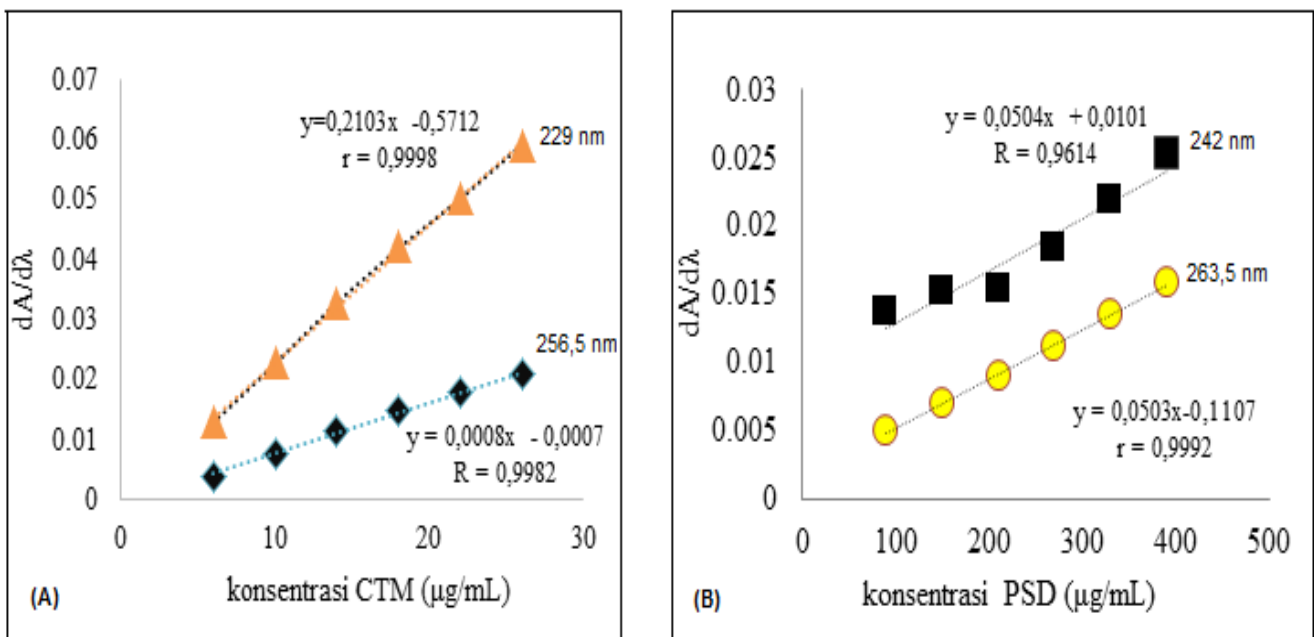 0.07
0.06
0.05
0.04
0.03
0.02
0.01
0
dA/dλ
y=0,2103x -0,5712
r = 0,9998
229 nm
256,5 nm
y = 0,0008x - 0,0007
R = 0,9982
0 10 20 30
konsentrasi CTM (µg/mL)
(A)
0.03
0.025
0.02
0.015
0.01
0.005
0
dA/dλ
y = 0,0504x + 0,0101
R = 0,9614
242 nm
263,5 nm
y = 0,0503x-0,1107
r = 0,9992
0 100 200 300 400 500
konsentrasi PSD (µg/mL)
(B)